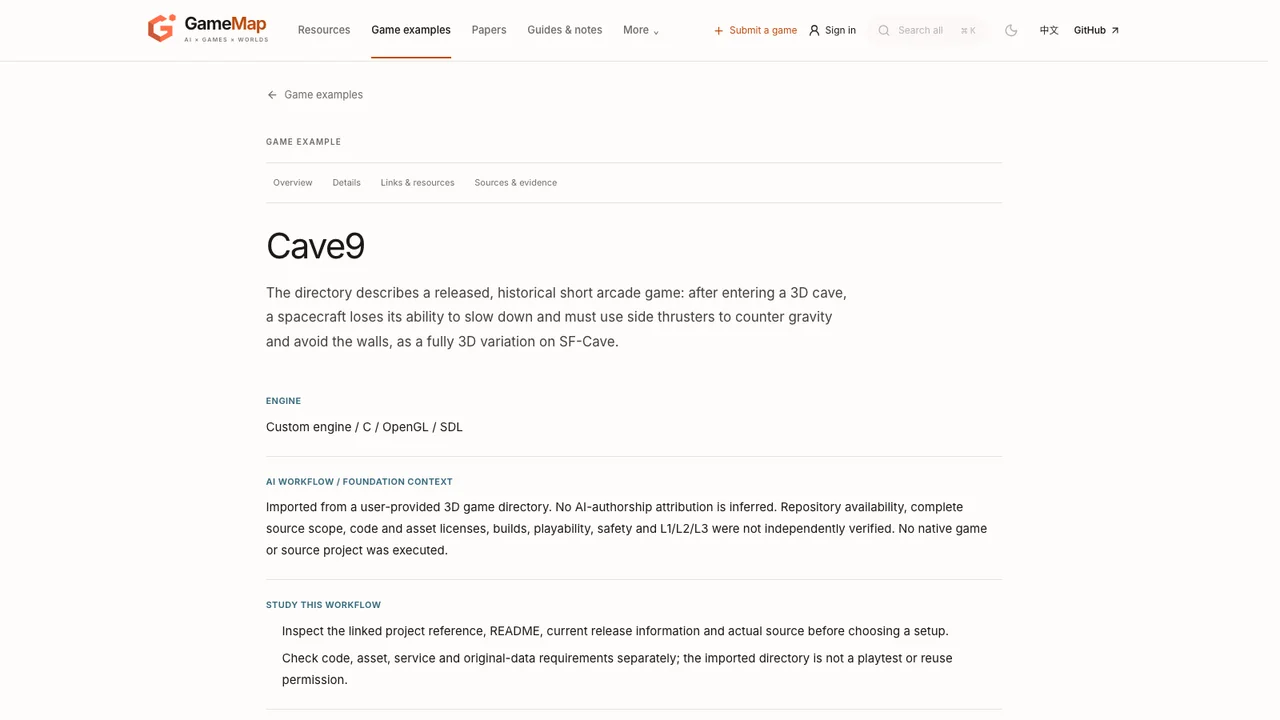 GameMap
AI × GAMES × WORLDS
Resources
Game examples
Papers
Guides & notes
More
Submit a game
Sign in
Search all
⌘ K
中文
GitHub
Game examples
GAME EXAMPLE
Overview
Details
Links & resources
Sources & evidence
Cave9
The directory describes a released, historical short arcade game: after entering a 3D cave,
a spacecraft loses its ability to slow down and must use side thrusters to counter gravity
and avoid the walls, as a fully 3D variation on SF-Cave.
ENGINE
Custom engine / C / OpenGL / SDL
AI WORKFLOW / FOUNDATION CONTEXT
Imported from a user-provided 3D game directory. No AI-authorship attribution is inferred. Repository availability, complete
source scope, code and asset licenses, builds, playability, safety and L1/L2/L3 were not independently verified. No native game
or source project was executed.
STUDY THIS WORKFLOW
Inspect the linked project reference, README, current release information and actual source before choosing a setup.
Check code, asset, service and original-data requirements separately; the imported directory is not a playtest or reuse
permission.